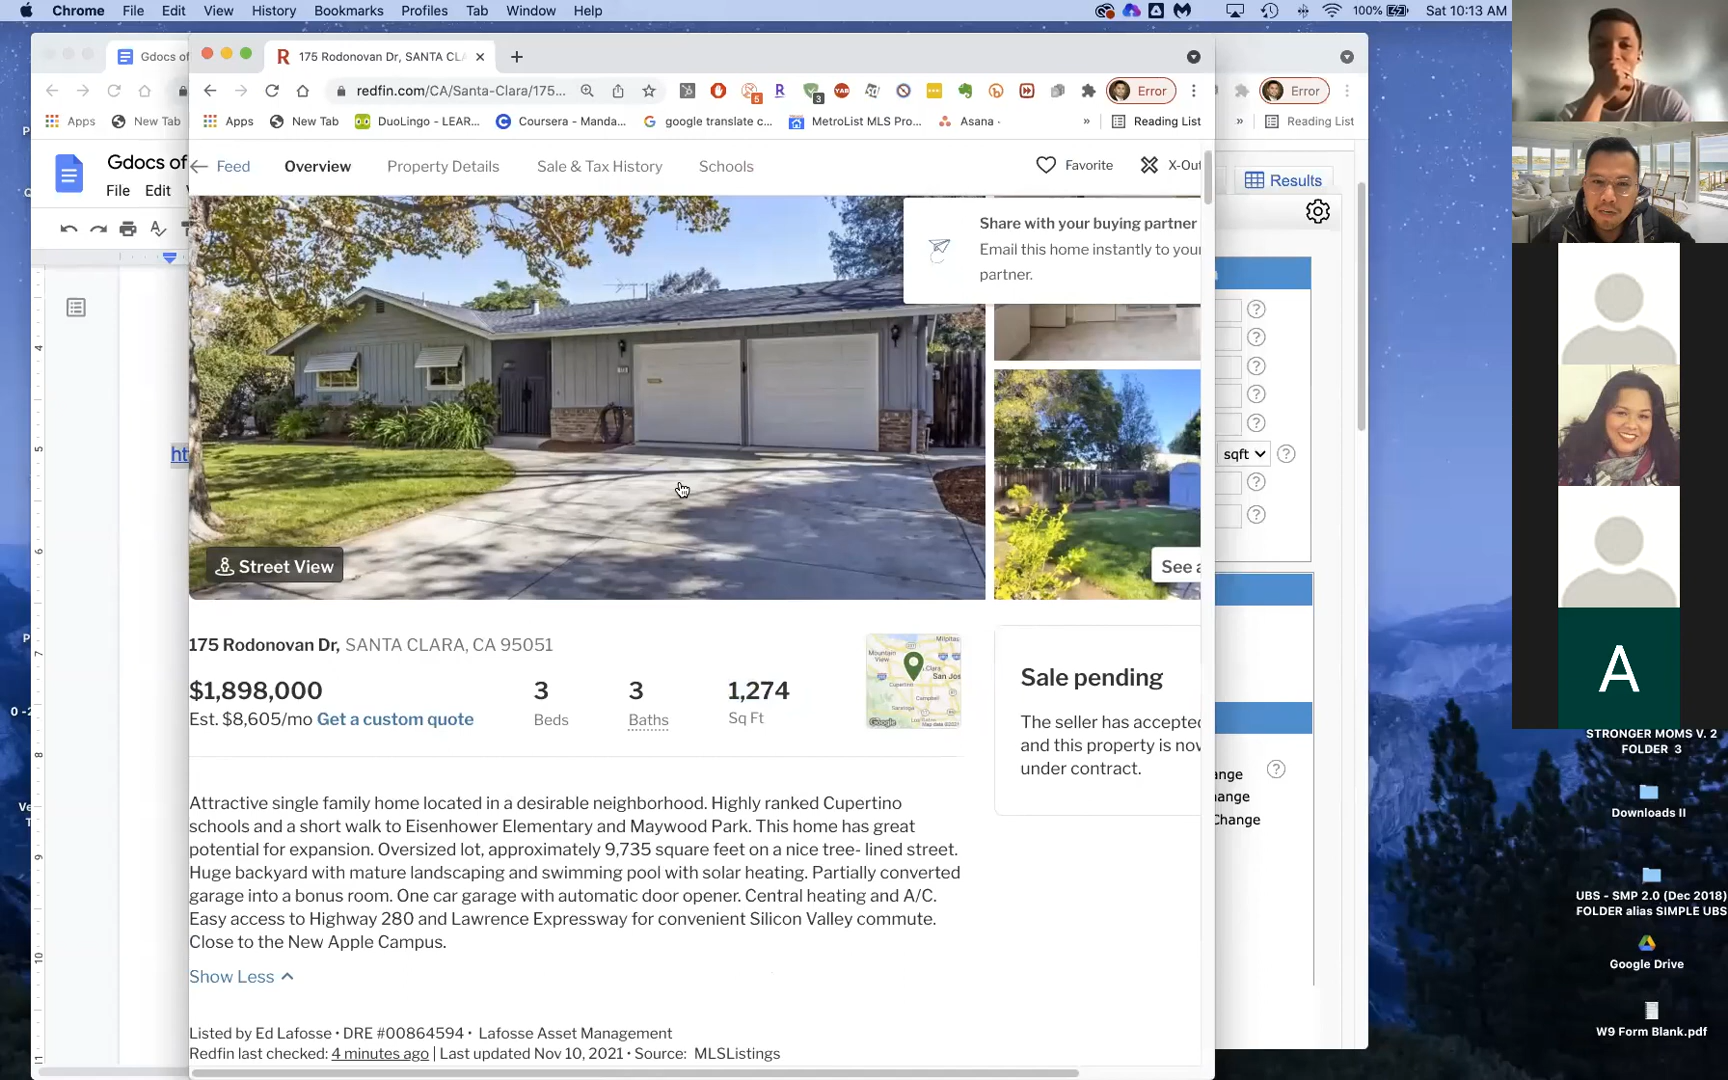 Chrome File Edit View History Bookmarks Profiles Tab Window Help
100% Sat 10:13 AM
Gdocs of
175 Rodonovan Dr, SANTA CLA
redfin.com/CA/Santa-Clara/175...
Error
Error
Apps New Tab
Apps New Tab DuoLingo - LEAR... Coursera - Manda... google translate c... MetroList MLS Pro... Asana · » Reading List
» Reading List
Gdocs of
File Edit
Feed Overview Property Details Sale & Tax History Schools Favorite X-Out
Results
Share with your buying partner
Email this home instantly to your
partner.
Street View
See a
sqft
175 Rodonovan Dr, SANTA CLARA, CA 95051
$1,898,000
Est. $8,605/mo Get a custom quote
3
Beds
3
Baths
1,274
Sq Ft
Sale pending
The seller has accepted
and this property is now
under contract.
Attractive single family home located in a desirable neighborhood. Highly ranked Cupertino
schools and a short walk to Eisenhower Elementary and Maywood Park. This home has great
potential for expansion. Oversized lot, approximately 9,735 square feet on a nice tree- lined street.
Huge backyard with mature landscaping and swimming pool with solar heating. Partially converted
garage into a bonus room. One car garage with automatic door opener. Central heating and A/C.
Easy access to Highway 280 and Lawrence Expressway for convenient Silicon Valley commute.
Close to the New Apple Campus.
Show Less
Listed by Ed Lafosse • DRE #00864594 • Lafosse Asset Management
Redfin last checked: 4 minutes ago | Last updated Nov 10, 2021 • Source: MLSListings
Change
A
STRONGER MOMS V. 2
FOLDER 3
Downloads II
UBS - SMP 2.0 (Dec 2018)
FOLDER alias SIMPLE UBS
Google Drive
W9 Form Blank.pdf